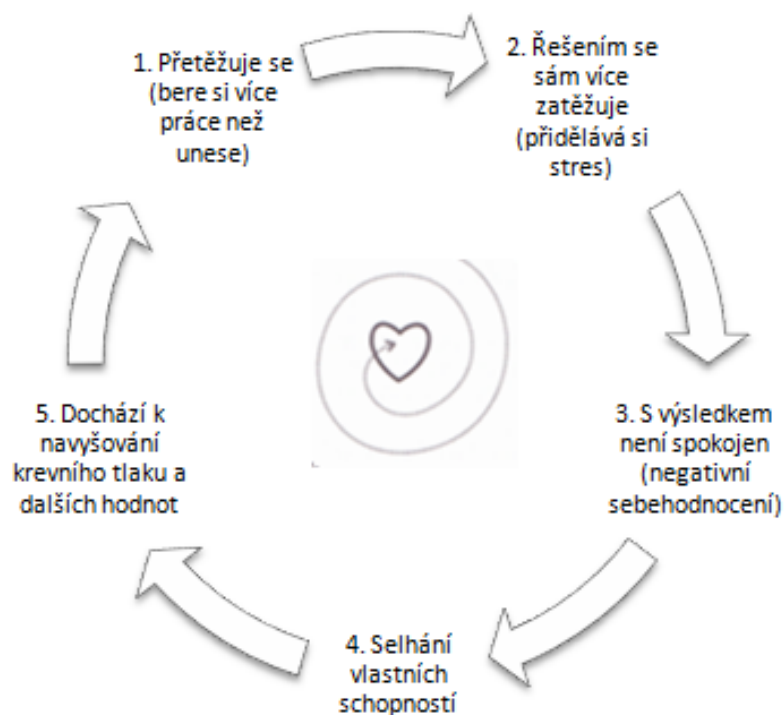 1. Přetěžuje se
(bere si více
práce než
unese)
2. Řešením se
sám více
zatěžuje
(přidělává si
stres)
3. S výsledkem
není spokojen
(negativní
sebehodnocení)
4. Selhání
vlastních
schopností
5. Dochází k
navyšování
krevního tlaku a
dalších hodnot